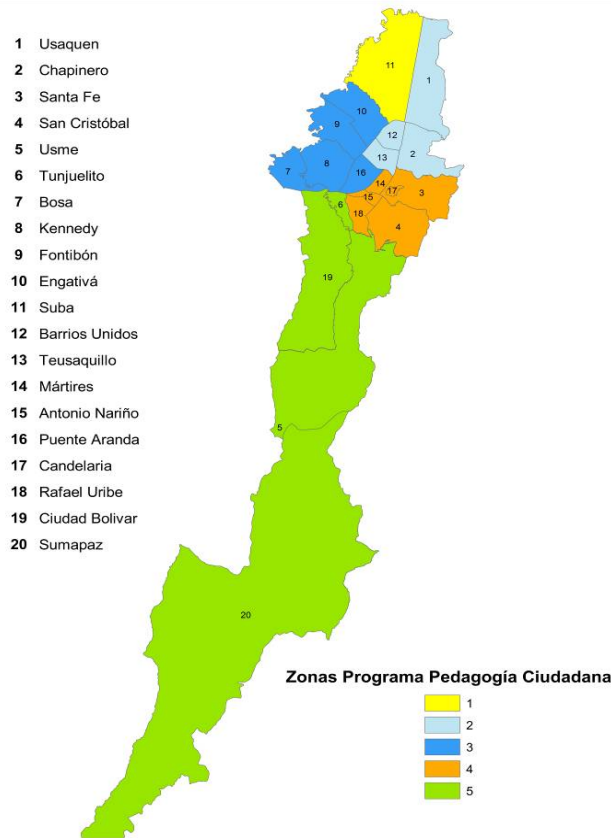 1 Usaquen
2 Chapinero
3 Santa Fe
4 San Cristóbal
5 Usme
6 Tunjuelito
7 Bosa
8 Kennedy
9 Fontibón
10 Engativá
11 Suba
12 Barrios Unidos
13 Teusaquillo
14 Mártires
15 Antonio Nariño
16 Puente Aranda
17 Candelaria
18 Rafael Uribe
19 Ciudad Bolivar
20 Sumapaz
11
1
10
9
12
2
13
8
7
16
14
17
3
15
6
18
4
19
5
20
Zonas Programa Pedagogía Ciudadana
1
2
3
4
5